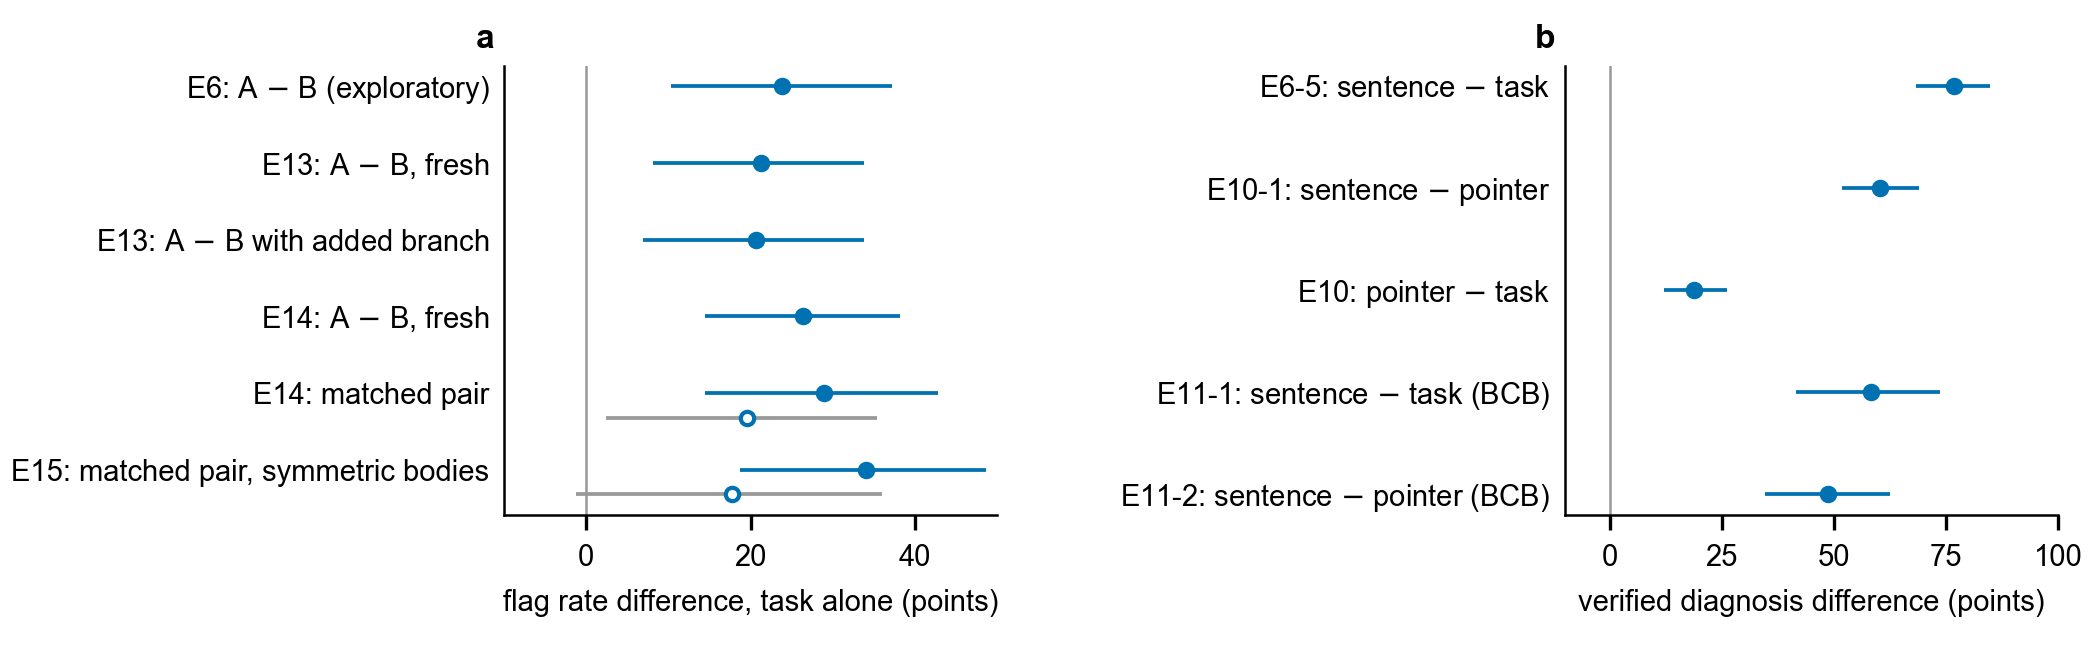 a
E6: A − B (exploratory)
E13: A − B, fresh
E13: A − B with added branch
E14: A − B, fresh
E14: matched pair
E15: matched pair, symmetric bodies
0 20 40
flag rate difference, task alone (points)
b
E6-5: sentence − task
E10-1: sentence − pointer
E10: pointer − task
E11-1: sentence − task (BCB)
E11-2: sentence − pointer (BCB)
0 25 50 75 100
verified diagnosis difference (points)